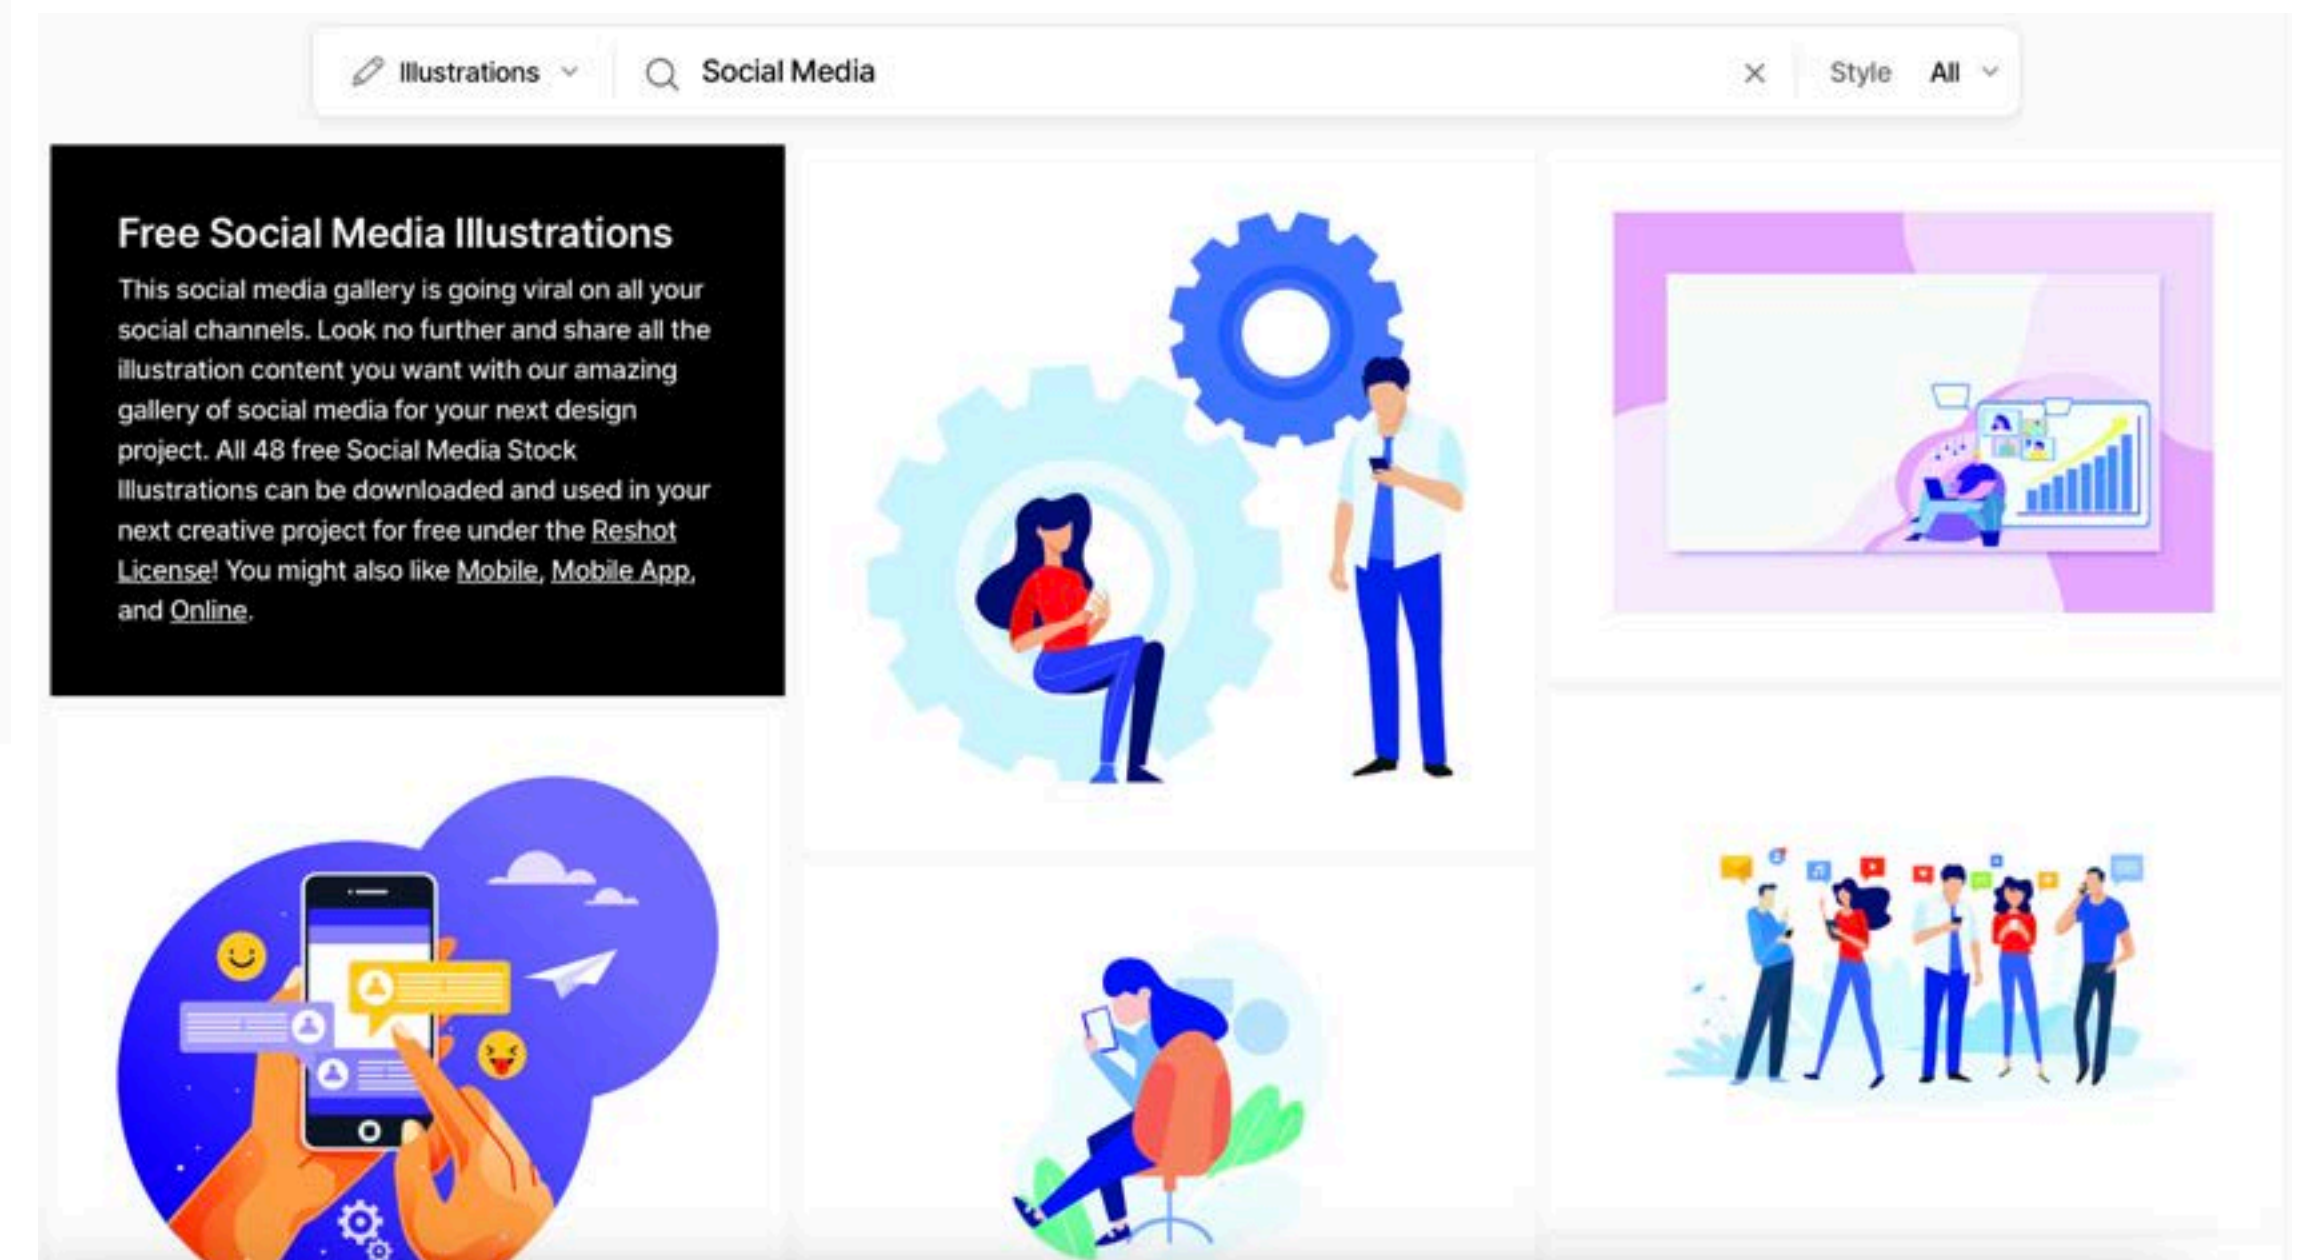 Illustrations
Social Media
Style All
Free Social Media Illustrations
This social media gallery is going viral on all your
social channels. Look no further and share all the
illustration content you want with our amazing
gallery of social media for your next design
project. All 48 free Social Media Stock
Illustrations can be downloaded and used in your
next creative project for free under the Reshot
License! You might also like Mobile, Mobile App,
and Online.